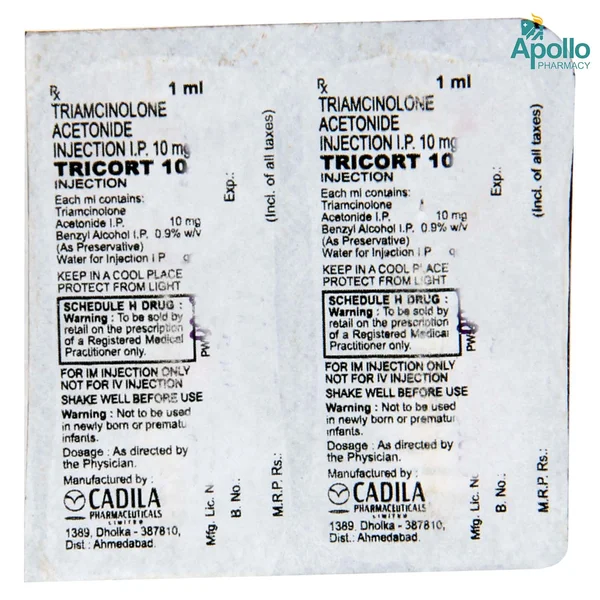 Apollo
PHARMACY
Rx 1 ml
TRIAMCINOLONE
ACETONIDE
INJECTION I.P. 10 mg
TRICORT 10
INJECTION
Each ml contains:
Triamcinolone
Acetonide I.P. 10 mg
Benzyl Alcohol I.P. 0.9% w/v
(As Preservative)
Water for Injection I.P
KEEP IN A COOL PLACE
PROTECT FROM LIGHT
SCHEDULE H DRUG :
Warning : To be sold by
retail on the prescription
of a Registered Medical
Practitioner only.
FOR IM INJECTION ONLY
NOT FOR IV INJECTION
SHAKE WELL BEFORE USE
Warning : Not to be used
in newly born or prematu
infants.
Dosage : As directed by
the Physician.
Manufactured by :
CADILA
PHARMACEUTICALS
LIMITED
1389, Dholka - 387810,
Dist.: Ahmedabad.
Mfg. Lic. N
B. No.:
Exp.:
M.R.P. Rs.:
(Incl. of all taxes)
Rx 1 ml
TRIAMCINOLONE
ACETONIDE
INJECTION I.P. 10 mg
TRICORT 10
INJECTION
Each ml contains:
Triamcinolone
Acetonide I.P. 10 mg
Benzyl Alcohol I.P. 0.9% w/v
(As Preservative)
Water for Injection I.P
KEEP IN A COOL PLACE
PROTECT FROM LIGHT
SCHEDULE H DRUG :
Warning : To be sold by
retail on the prescription
of a Registered Medical
Practitioner only.
FOR IM INJECTION ONLY
NOT FOR IV INJECTION
SHAKE WELL BEFORE USE
Warning : Not to be used
in newly born or prematu
infants.
Dosage : As directed by
the Physician.
Manufactured by :
CADILA
PHARMACEUTICALS
LIMITED
1389, Dholka - 387810,
Dist.: Ahmedabad.
Mfg. Lic. N
B. No.:
Exp.:
M.R.P. Rs.:
(Incl. of all taxes)